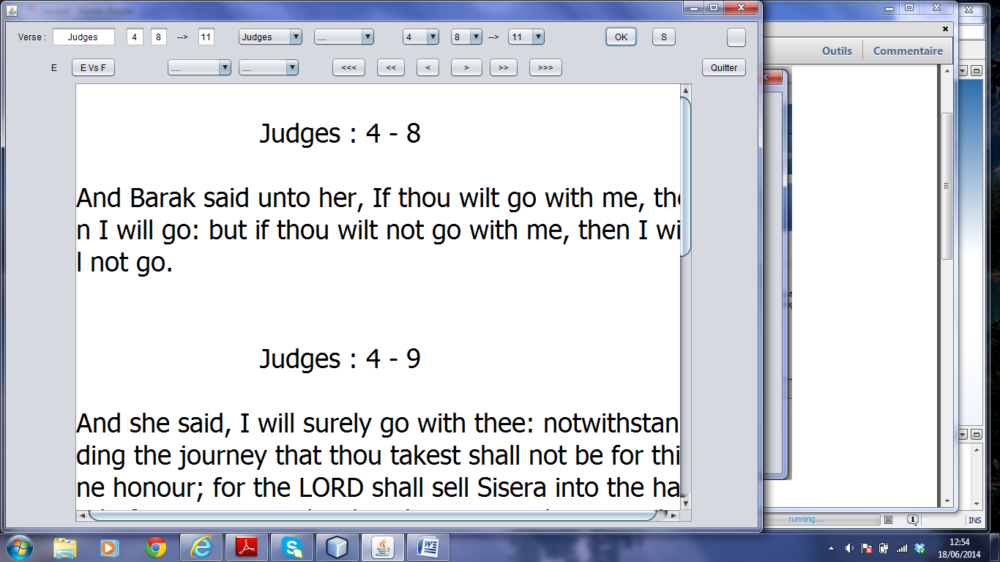 Verse : Judges 4 8 --> 11 Judges .... 4 8 --> 11 OK S
E E Vs F .... .... <<< << < > >> >>> Quitter
Outils Commentaire
Judges : 4 - 8
And Barak said unto her, If thou wilt go with me, the
n I will go: but if thou wilt not go with me, then I wi
l not go.
Judges : 4 - 9
And she said, I will surely go with thee: notwithstan
ding the journey that thou takest shall not be for thi
ne honour; for the LORD shall sell Sisera into the ha
running...
1
INS
12:54
18/06/2014